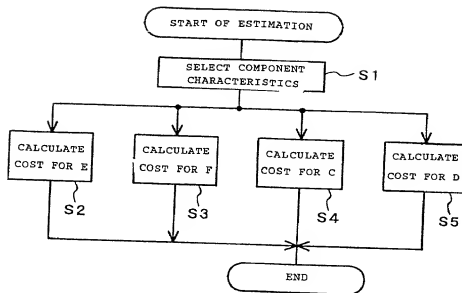 START OF ESTIMATION
SELECT COMPONENT
CHARACTERISTICS
S1
CALCULATE
COST FOR E
S2
CALCULATE
COST FOR F
S3
CALCULATE
COST FOR C
S4
CALCULATE
COST FOR D
S5
END